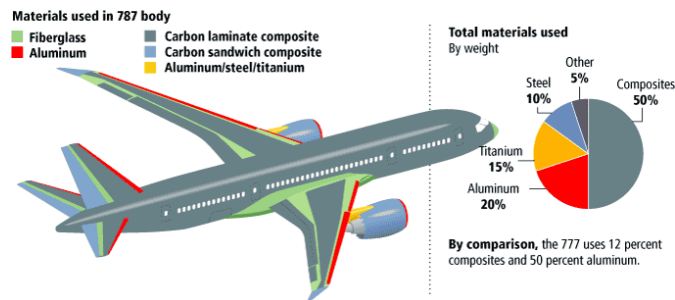 Materials used in 787 body
Fiberglass
Aluminum
Carbon laminate composite
Carbon sandwich composite
Aluminum/steel/titanium
Total materials used
By weight
Other
5%
Steel
10%
Composites
50%
Titanium
15%
Aluminum
20%
By comparison, the 777 uses 12 percent
composites and 50 percent aluminum.